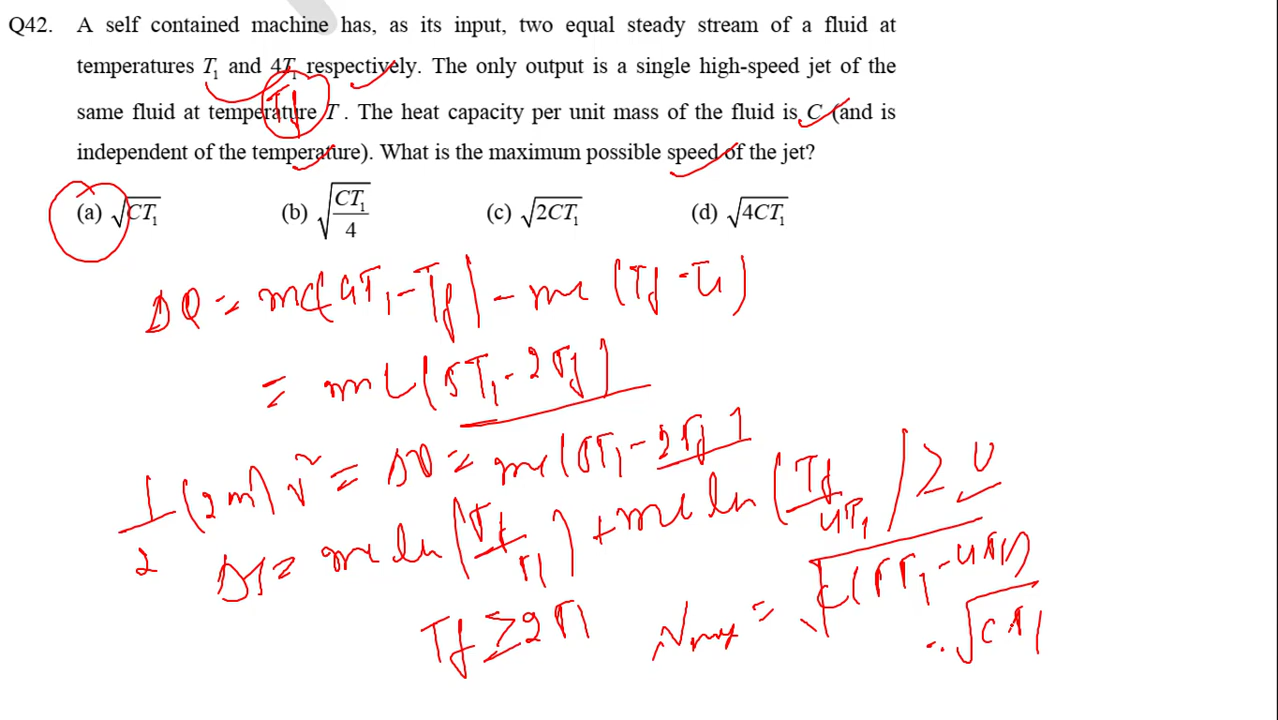 Q42. A self contained machine has, as its input, two equal steady stream of a fluid at
temperatures T₁ and 4T₁ respectively. The only output is a single high-speed jet of the
same fluid at temperature T. The heat capacity per unit mass of the fluid is C (and is
Tf
independent of the temperature). What is the maximum possible speed of the jet?
(a) √CT₁ (b) √(CT₁/4) (c) √2CT₁ (d) √4CT₁
ΔQ = mc(4T₁ - Tf) - mc (Tf - T₁)
= mc(5T₁ - 2Tf)
1/2 (2m) v² = ΔQ = mc(5T₁ - 2Tf)
ΔS = mc ln(Tf/T₁) + mc ln(Tf/4T₁) ≥ 0
Tf ≥ 2T₁ Vmax = √C(5T₁ - 4T₁)
= √CT₁